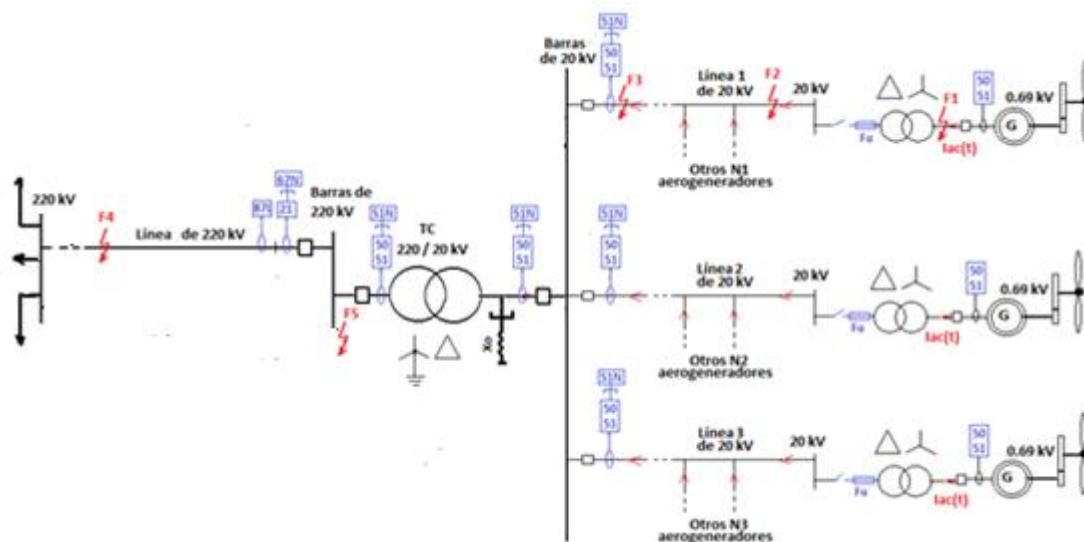 220 kV
F4
Línea de 220 kV
87S
67N
21
Barras de
220 kV
F5
51N
50
51
TC
220 / 20 kV
Xo
51N
50
51
Barras
de 20 kV
51N
50
51
F3
Línea 1
de 20 kV
F2
20 kV
Otros N1
aerogeneradores
Fu
F1
Iac(t)
50
51
0.69 kV
G
51N
50
51
Línea 2
de 20 kV
20 kV
Otros N2
aerogeneradores
Fu
Iac(t)
50
51
0.69 kV
G
51N
50
51
Línea 3
de 20 kV
20 kV
Otros N3
aerogeneradores
Fu
Iac(t)
50
51
0.69 kV
G